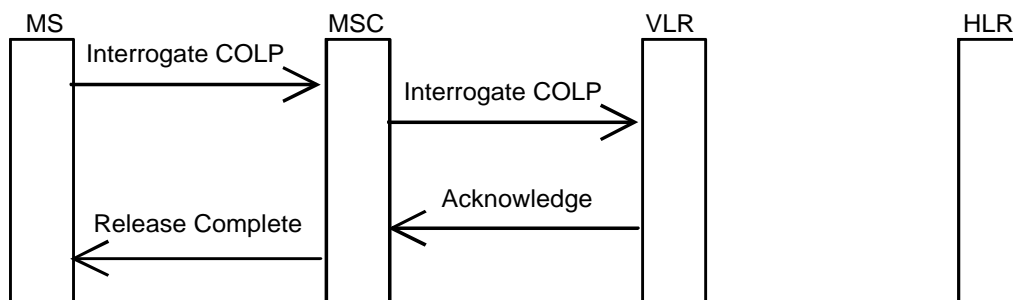 MS MSC VLR HLR
Interrogate COLP
Interrogate COLP
Acknowledge
Release Complete